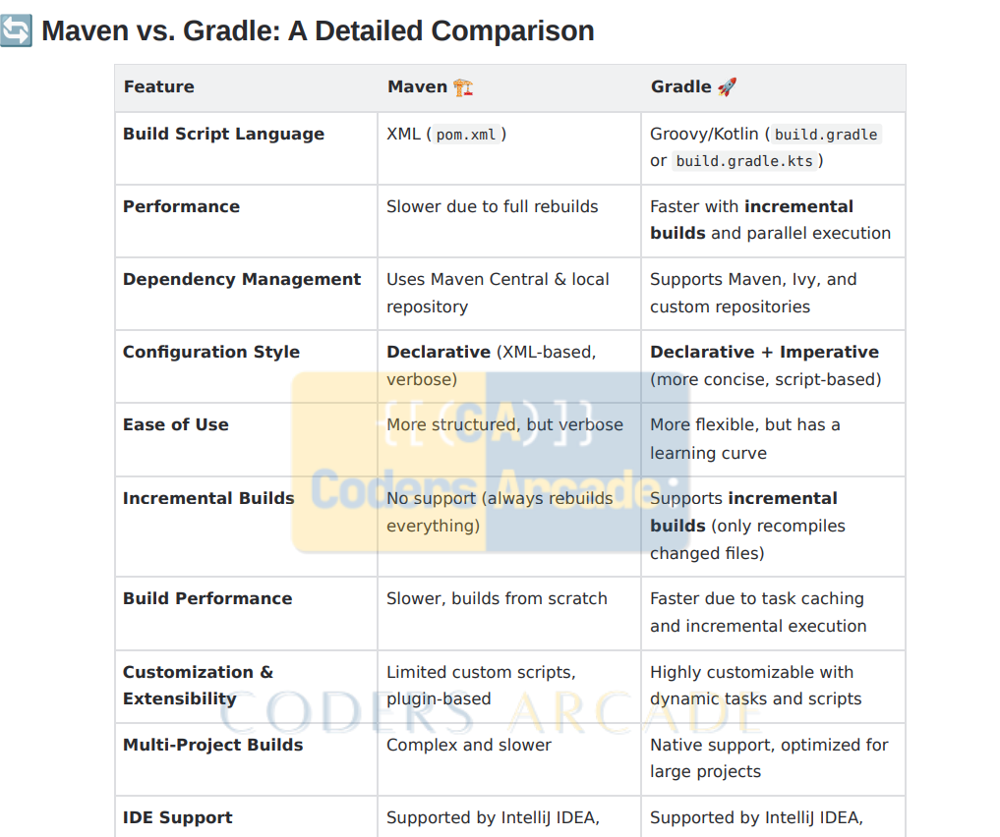 Maven vs. Gradle: A Detailed Comparison
Feature
Maven
Gradle
Build Script Language
XML (pom.xml)
Groovy/Kotlin (build.gradle
or build.gradle.kts)
Performance
Slower due to full rebuilds
Faster with incremental
builds and parallel execution
Dependency Management
Uses Maven Central & local
repository
Supports Maven, Ivy, and
custom repositories
Configuration Style
Declarative (XML-based,
verbose)
Declarative + Imperative
(more concise, script-based)
Ease of Use
More structured, but verbose
More flexible, but has a
learning curve
Incremental Builds
No support (always rebuilds
everything)
Supports incremental
builds (only recompiles
changed files)
Build Performance
Slower, builds from scratch
Faster due to task caching
and incremental execution
Customization &
Extensibility
Limited custom scripts,
plugin-based
Highly customizable with
dynamic tasks and scripts
Multi-Project Builds
Complex and slower
Native support, optimized for
large projects
IDE Support
Supported by IntelliJ IDEA,
Supported by IntelliJ IDEA,
{[(CA)]}
Coders Arcade
CODERS ARCADE